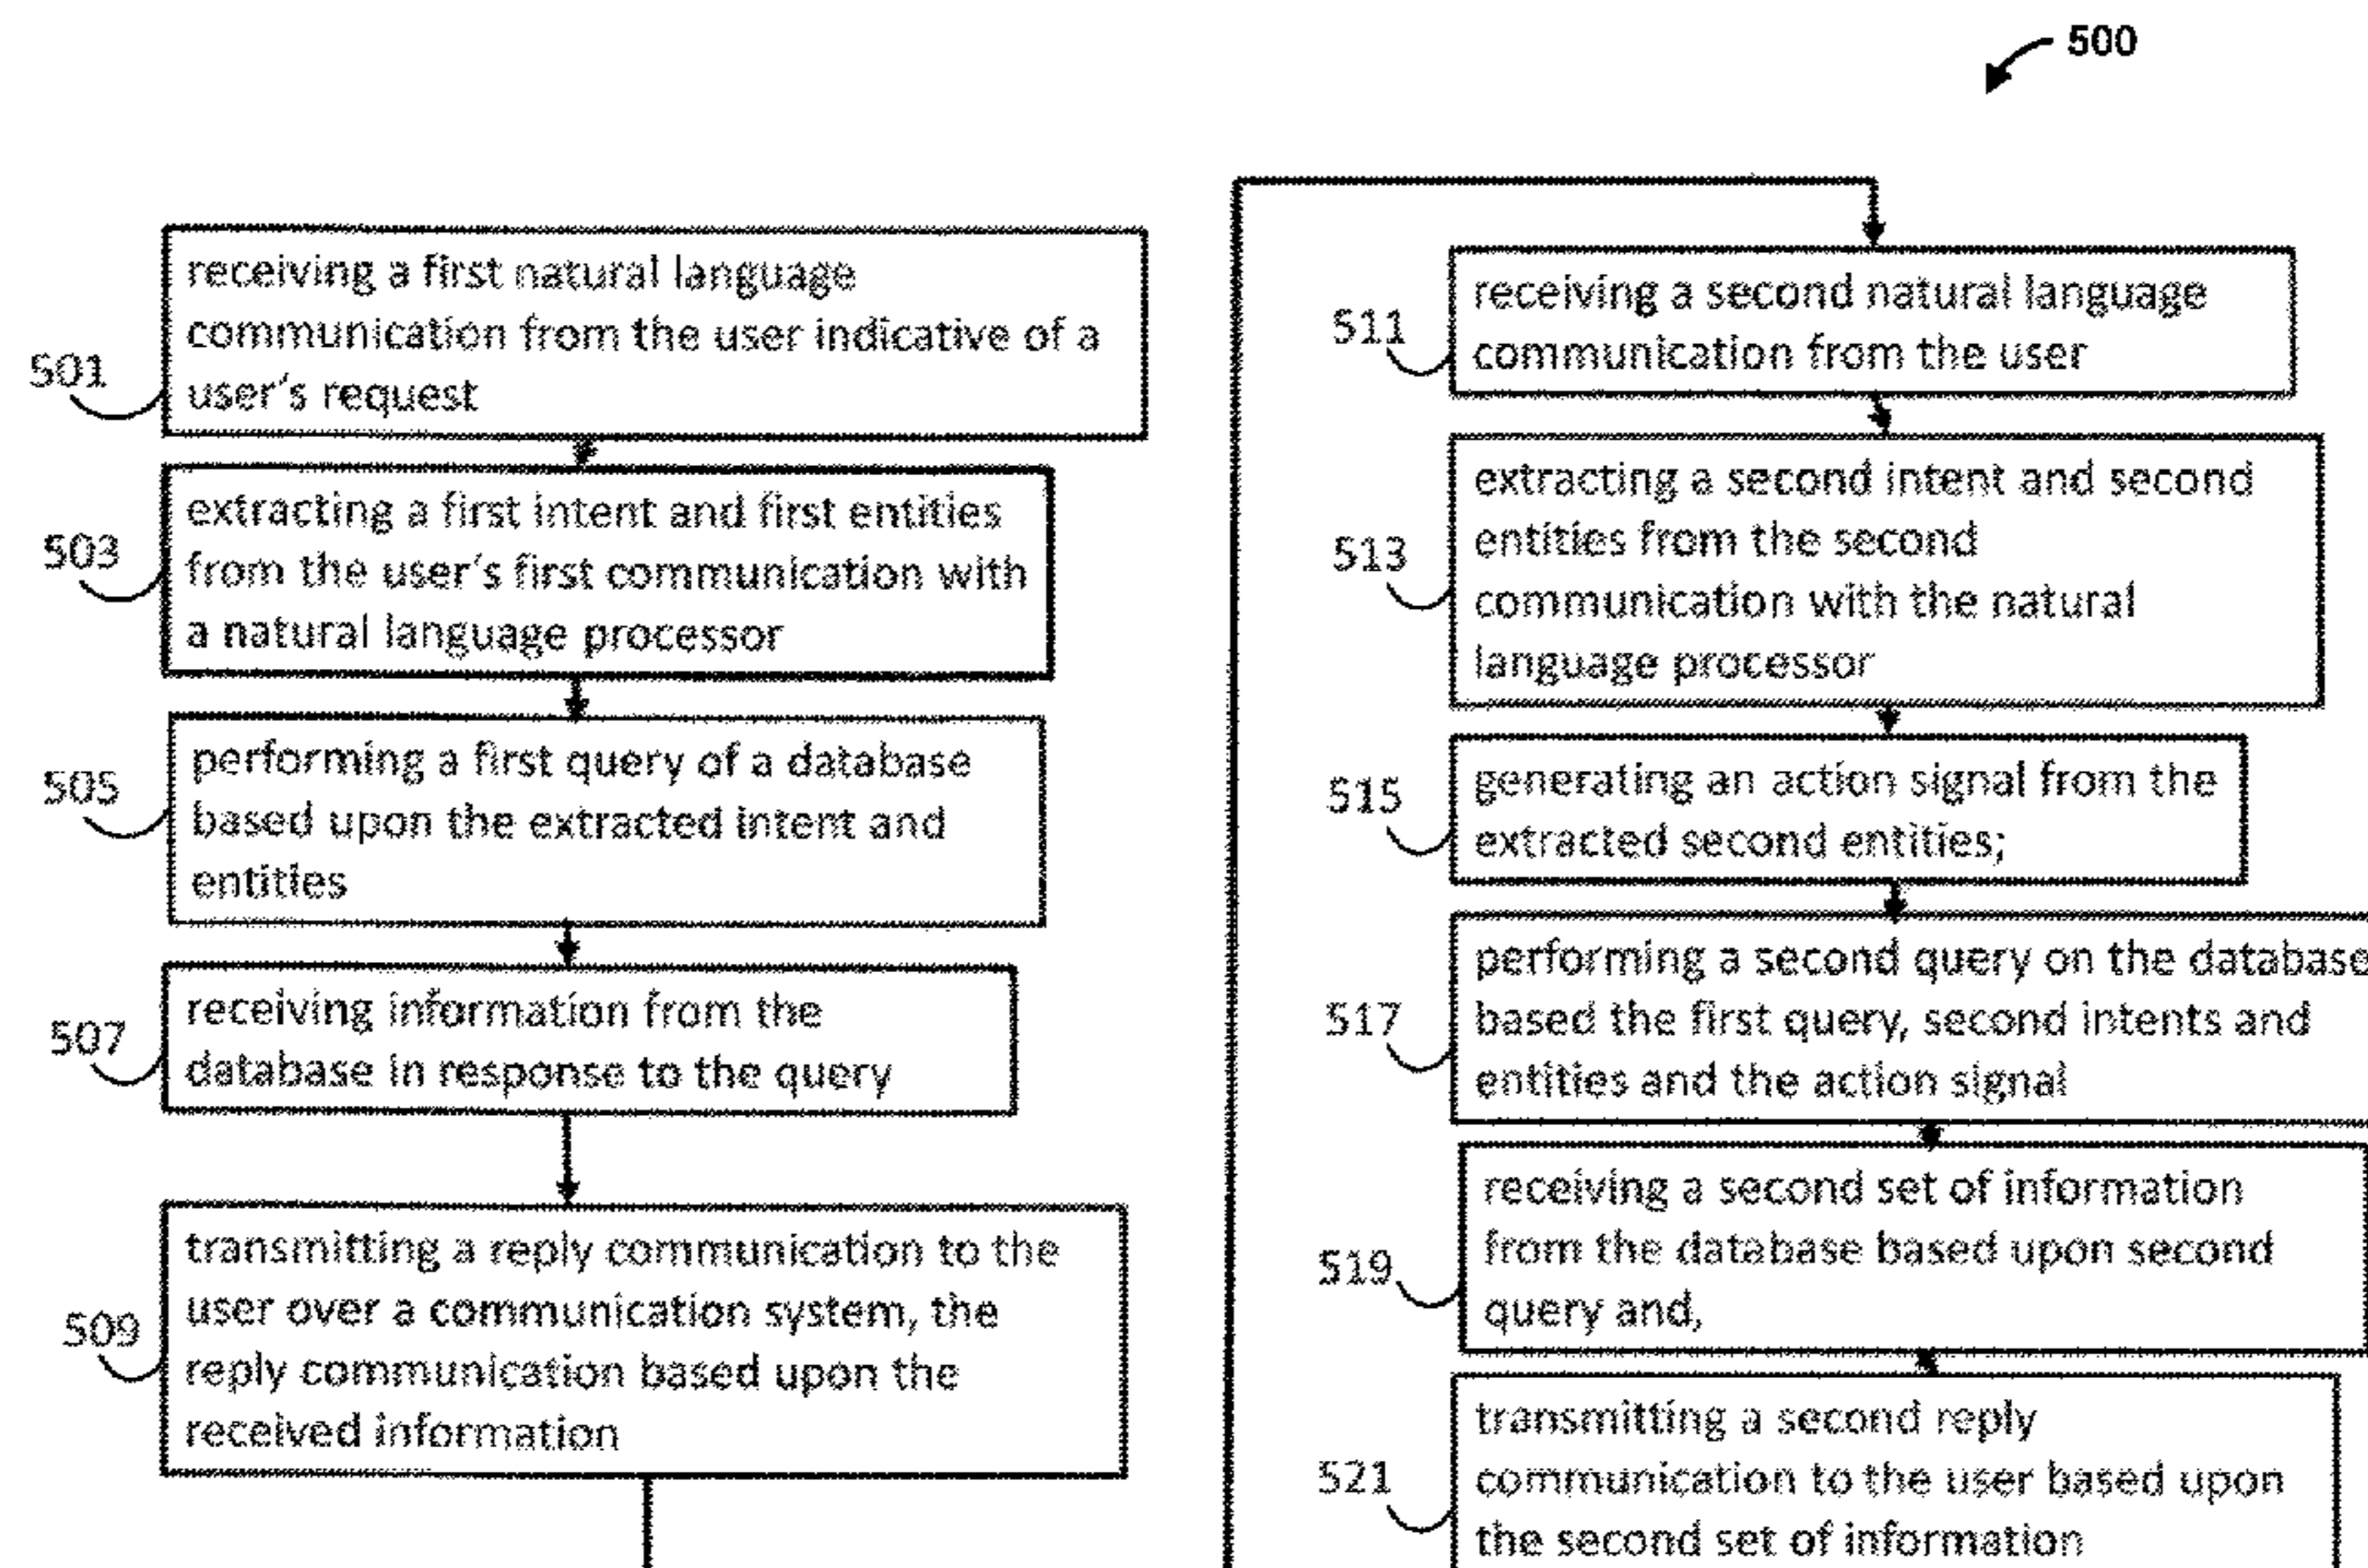 500
receiving a first natural language
communication from the user indicative of a
user's request
501
extracting a first intent and first entities
from the user's first communication with
a natural language processor
503
performing a first query of a database
based upon the extracted intent and
entities
505
receiving information from the
database in response to the query
507
transmitting a reply communication to the
user over a communication system, the
reply communication based upon the
received information
509
receiving a second natural language
communication from the user
511
extracting a second intent and second
entities from the second
communication with the natural
language processor
513
generating an action signal from the
extracted second entities;
515
performing a second query on the database
based the first query, second intents and
entities and the action signal
517
receiving a second set of information
from the database based upon second
query and,
519
transmitting a second reply
communication to the user based upon
the second set of information
521